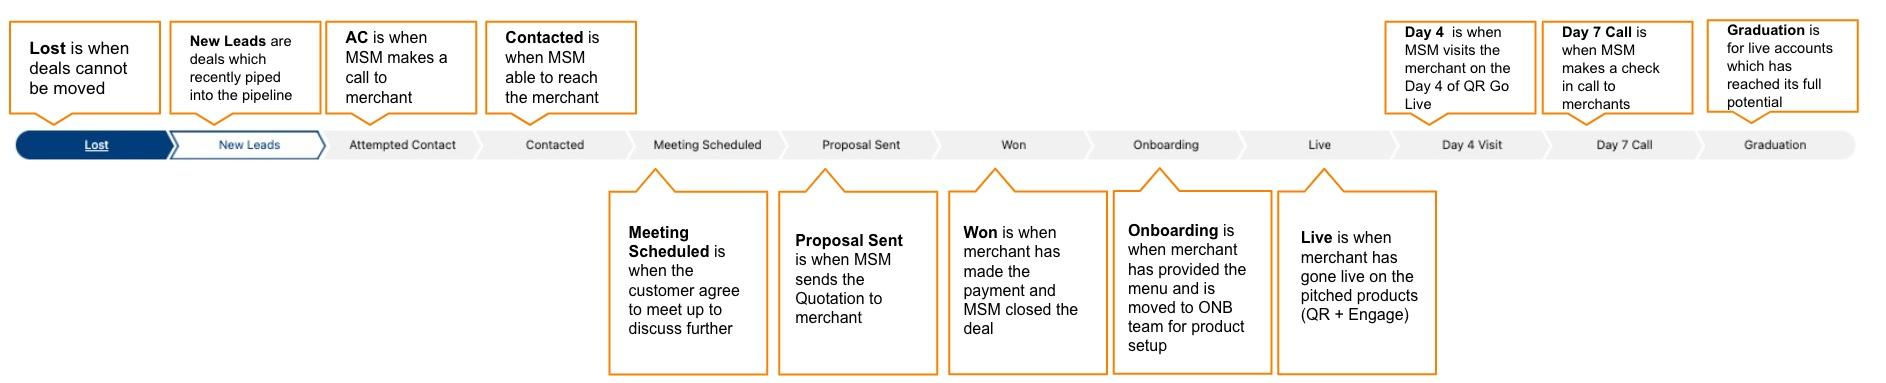 Lost is when
deals cannot
be moved
New Leads are
deals which
recently piped
into the pipeline
AC is when
MSM makes a
call to
merchant
Contacted is
when MSM
able to reach
the merchant
Day 4 is when
MSM visits the
merchant on the
Day 4 of QR Go
Live
Day 7 Call is
when MSM
makes a check
in call to
merchants
Graduation is
for live accounts
which has
reached its full
potential
Lost
New Leads
Attempted Contact
Contacted
Meeting Scheduled
Proposal Sent
Won
Onboarding
Live
Day 4 Visit
Day 7 Call
Graduation
Meeting
Scheduled is
when the
customer agree
to meet up to
discuss further
Proposal Sent
is when MSM
sends the
Quotation to
merchant
Won is when
merchant has
made the
payment and
MSM closed the
deal
Onboarding is
when merchant
has provided the
menu and is
moved to ONB
team for product
setup
Live is when
merchant has
gone live on the
pitched products
(QR + Engage)